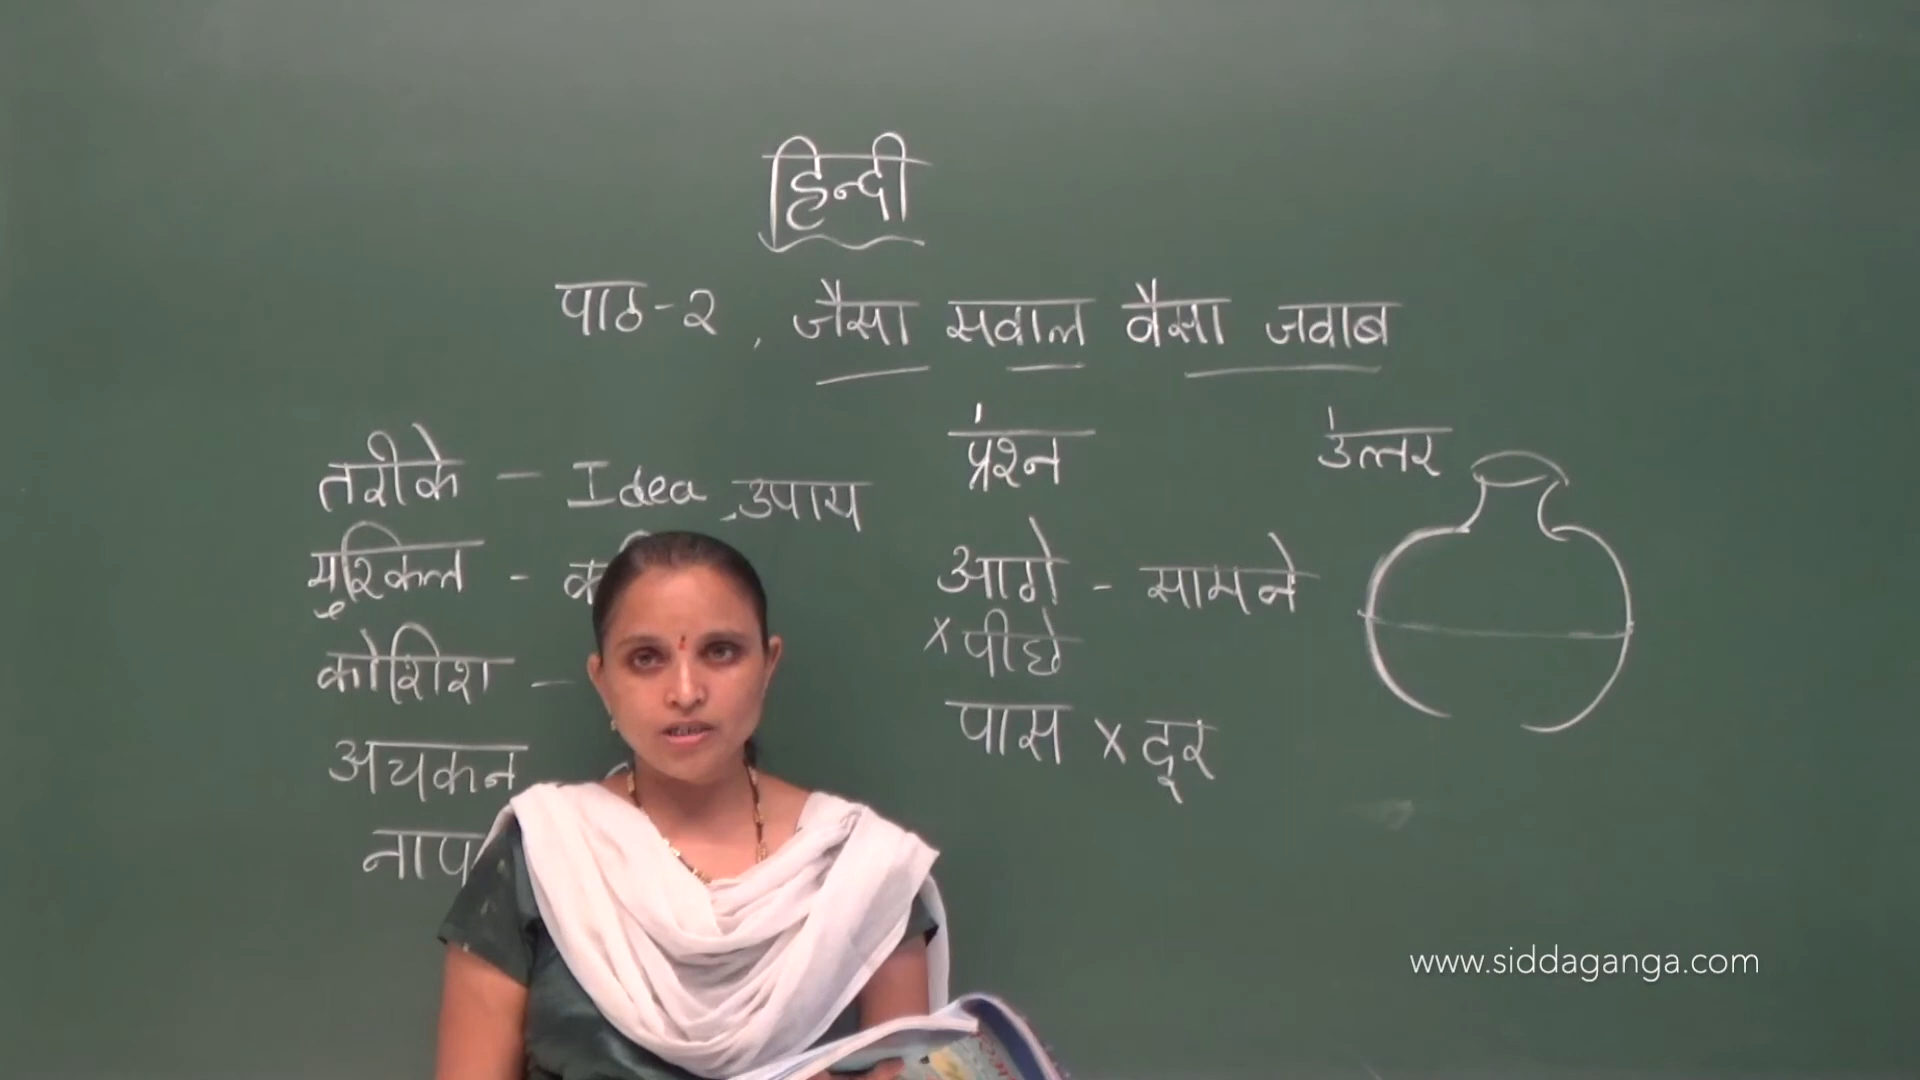 हिन्दी
पाठ-२, जैसा सवाल वैसा जवाब
तरीके - Idea, उपाय
मुश्किल -
कोशिश -
अचकन
नाप
प्रश्न उत्तर
आगे - सामने
x पीछे
पास x दूर
www.siddaganga.com